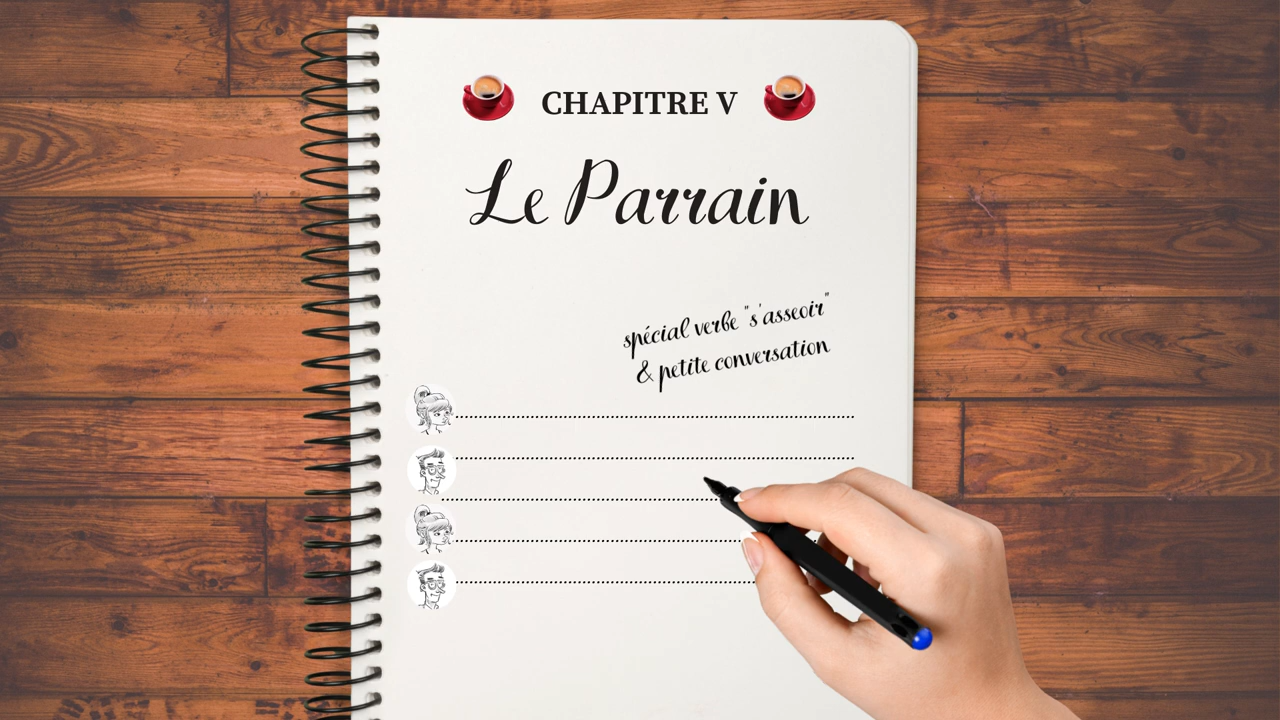 CHAPITRE V
Le Parrain
spécial verbe "s'asseoir"
& petite conversation